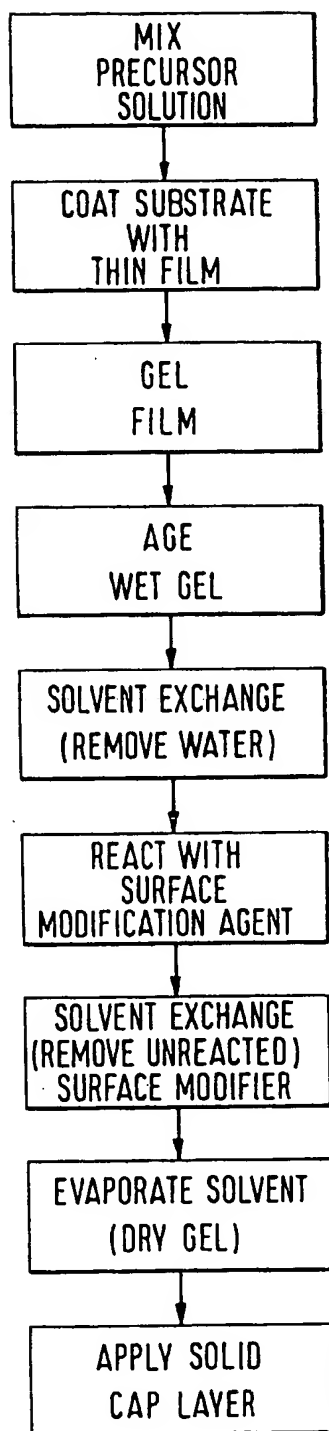 MIX
PRECURSOR
SOLUTION
COAT SUBSTRATE
WITH
THIN FILM
GEL
FILM
AGE
WET GEL
SOLVENT EXCHANGE
(REMOVE WATER)
REACT WITH
SURFACE
MODIFICATION AGENT
SOLVENT EXCHANGE
(REMOVE UNREACTED)
SURFACE MODIFIER
EVAPORATE SOLVENT
(DRY GEL)
APPLY SOLID
CAP LAYER